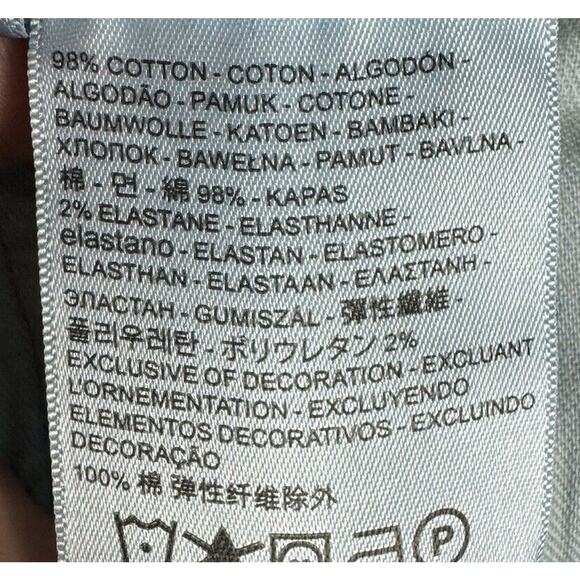 98% COTTON - COTON - ALGODÓN -
ALGODÃO - PAMUK - COTONE -
BAUMWOLLE - KATOEN - BAMBAKI -
ХЛОПОК - BAWEŁNA - PAMUT - BAVLNA -
棉 - 면 - 綿 98% - KAPAS
2% ELASTANE - ELASTHANNE -
elastano - ELASTAN - ELASTOMERO -
ELASTHAN - ELASTAAN - ΕΛΑΣΤΑΝΗ -
ЭЛАСТАН - GUMISZÁL - 彈性纖維 -
폴리우레탄 - ポリウレタン 2%
EXCLUSIVE OF DECORATION - EXCLUANT
L'ORNEMENTATION - EXCLUYENDO
ELEMENTOS DECORATIVOS - EXCLUINDO
DECORAÇÃO
100% 棉 弹性纤维除外
P